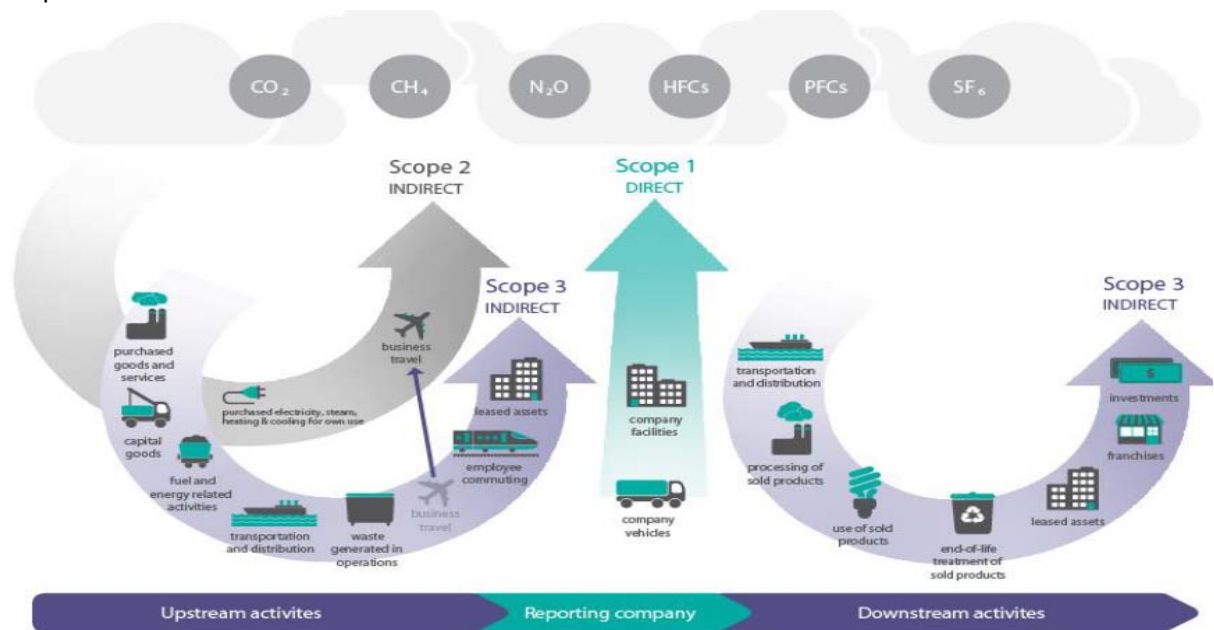 CO₂
CH₄
N₂O
HFCs
PFCs
SF₆
Scope 2
INDIRECT
Scope 1
DIRECT
Scope 3
INDIRECT
Scope 3
INDIRECT
purchased
goods and
services
capital
goods
fuel and
energy related
activities
transportation
and distribution
waste
generated in
operations
business
travel
employee
commuting
leased assets
purchased electricity, steam,
heating & cooling for own use
business
travel
company
facilities
company
vehicles
transportation
and distribution
processing of
sold products
use of sold
products
end-of-life
treatment of
sold products
leased assets
franchises
$
investments
Upstream activites
Reporting company
Downstream activites